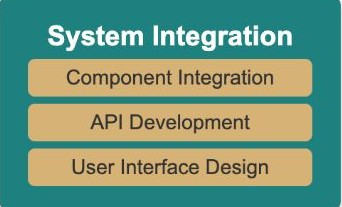 System Integration
Component Integration
API Development
User Interface Design